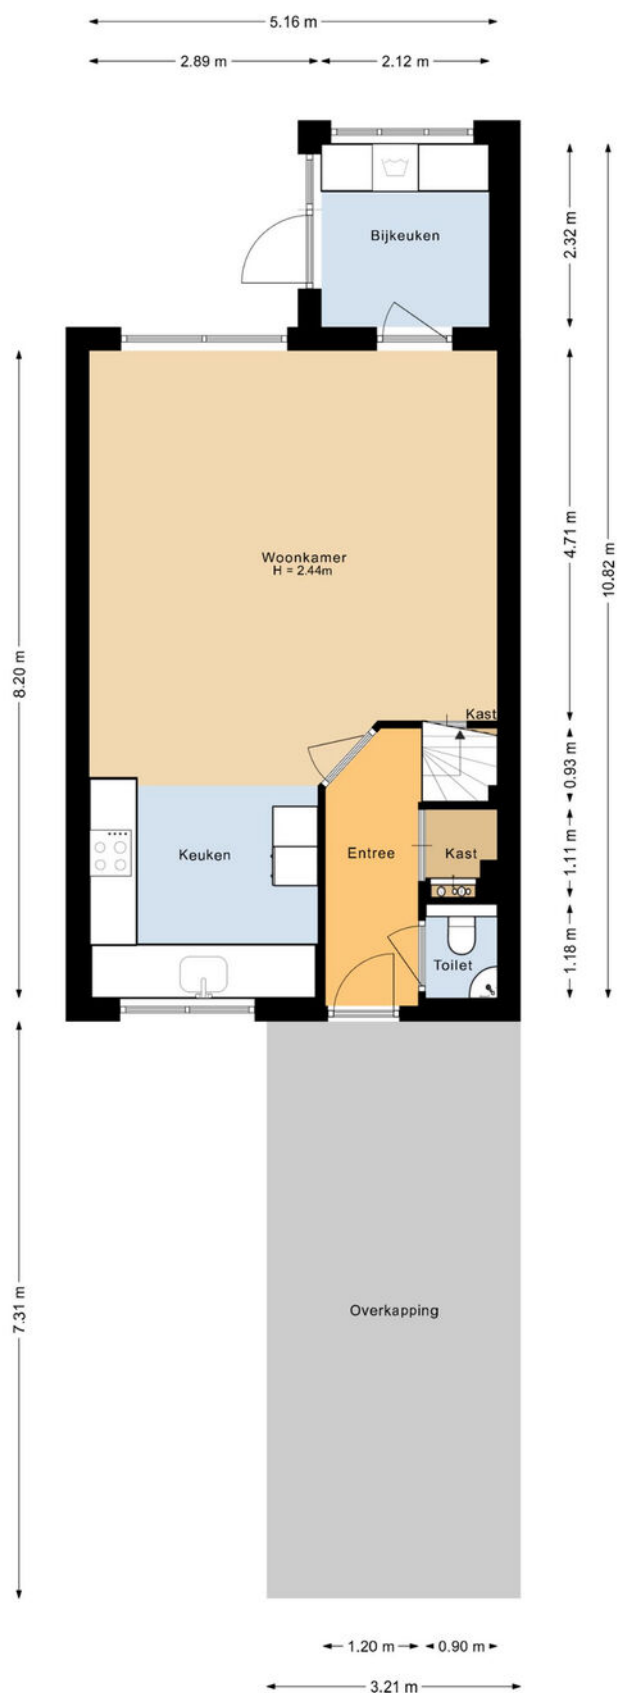 5.16 m
2.89 m
2.12 m
Bijkeuken
2.32 m
Woonkamer
H = 2.44m
4.71 m
10.82 m
8.20 m
Kast
0.93 m
Keuken
Entree
Kast
1.11 m
Toilet
1.18 m
Overkapping
7.31 m
1.20 m
0.90 m
3.21 m